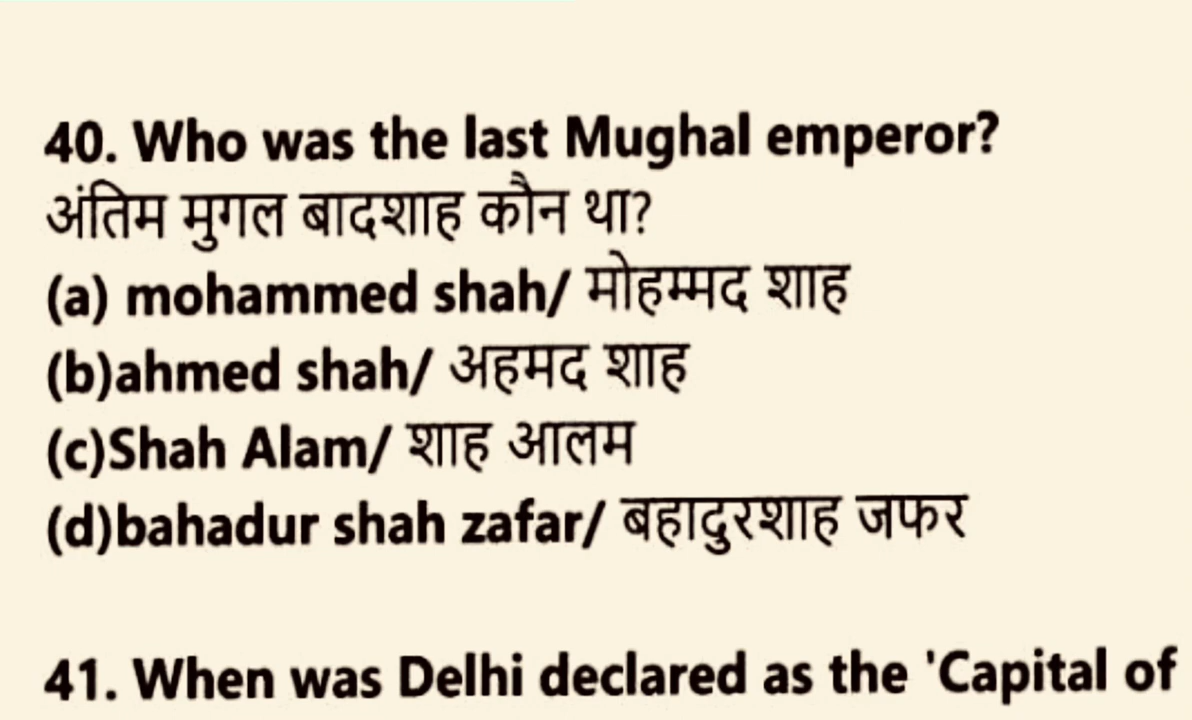 40. Who was the last Mughal emperor?
अंतिम मुगल बादशाह कौन था?
(a) mohammed shah/ मोहम्मद शाह
(b)ahmed shah/ अहमद शाह
(c)Shah Alam/ शाह आलम
(d)bahadur shah zafar/ बहादुरशाह जफर
41. When was Delhi declared as the 'Capital of